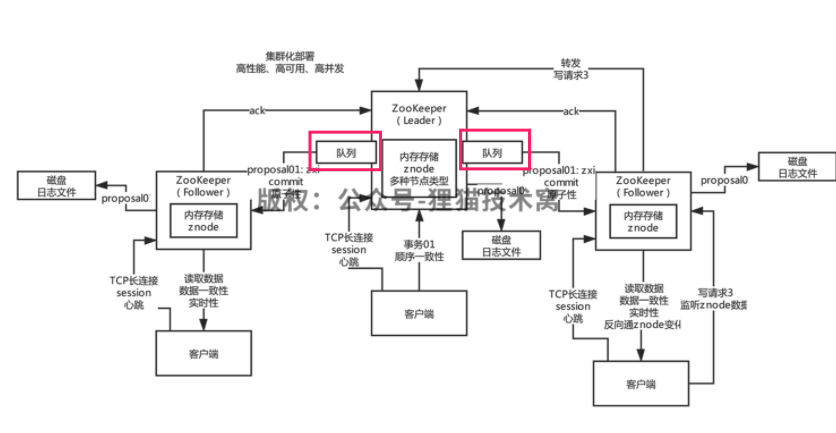 集群化部署
高性能、高可用、高并发
转发
写请求3
ack
ack
ZooKeeper
（Leader）
队列
队列
内存存储
znode
多种节点类型
磁盘
日志文件
proposal0
ZooKeeper
（Follower）
内存存储
znode
proposal01: zxi
commit
原子性
proposal0
磁盘
日志文件
proposal01: zxi
commit
原子性
ZooKeeper
（Follower）
内存存储
znode
proposal0
磁盘
日志文件
版权：公众号-狸猫技术窝
TCP长连接
session
心跳
读取数据
数据一致性
实时性
客户端
TCP长连接
session
心跳
事务01
顺序一致性
客户端
TCP长连接
session
心跳
读取数据
数据一致性
实时性
反向通znode变化
写请求3
监听znode数据
客户端